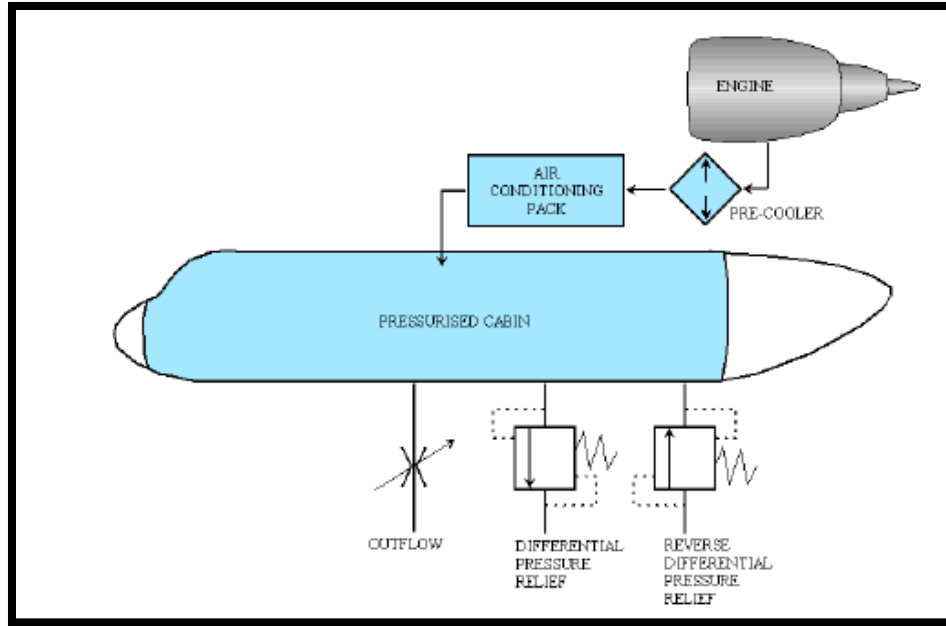 ENGINE
AIR
CONDITIONING
PACK
PRE-COOLER
PRESSURISED CABIN
OUTFLOW
DIFFERENTIAL
PRESSURE
RELIEF
REVERSE
DIFFERENTIAL
PRESSURE
RELIEF